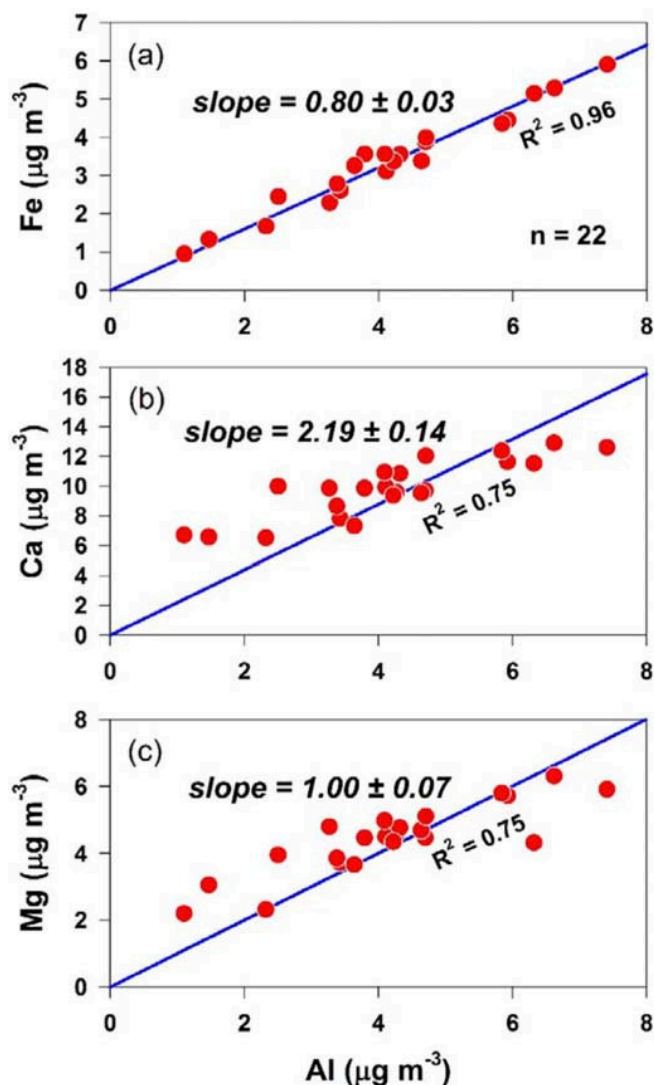 (a)
slope = 0.80 ± 0.03
R² = 0.96
n = 22
Fe (μg m⁻³)
7
6
5
4
3
2
1
0
0 2 4 6 8
(b)
slope = 2.19 ± 0.14
R² = 0.75
Ca (μg m⁻³)
18
16
14
12
10
8
6
4
2
0
0 2 4 6 8
(c)
slope = 1.00 ± 0.07
R² = 0.75
Mg (μg m⁻³)
8
6
4
2
0
0 2 4 6 8
Al (μg m⁻³)